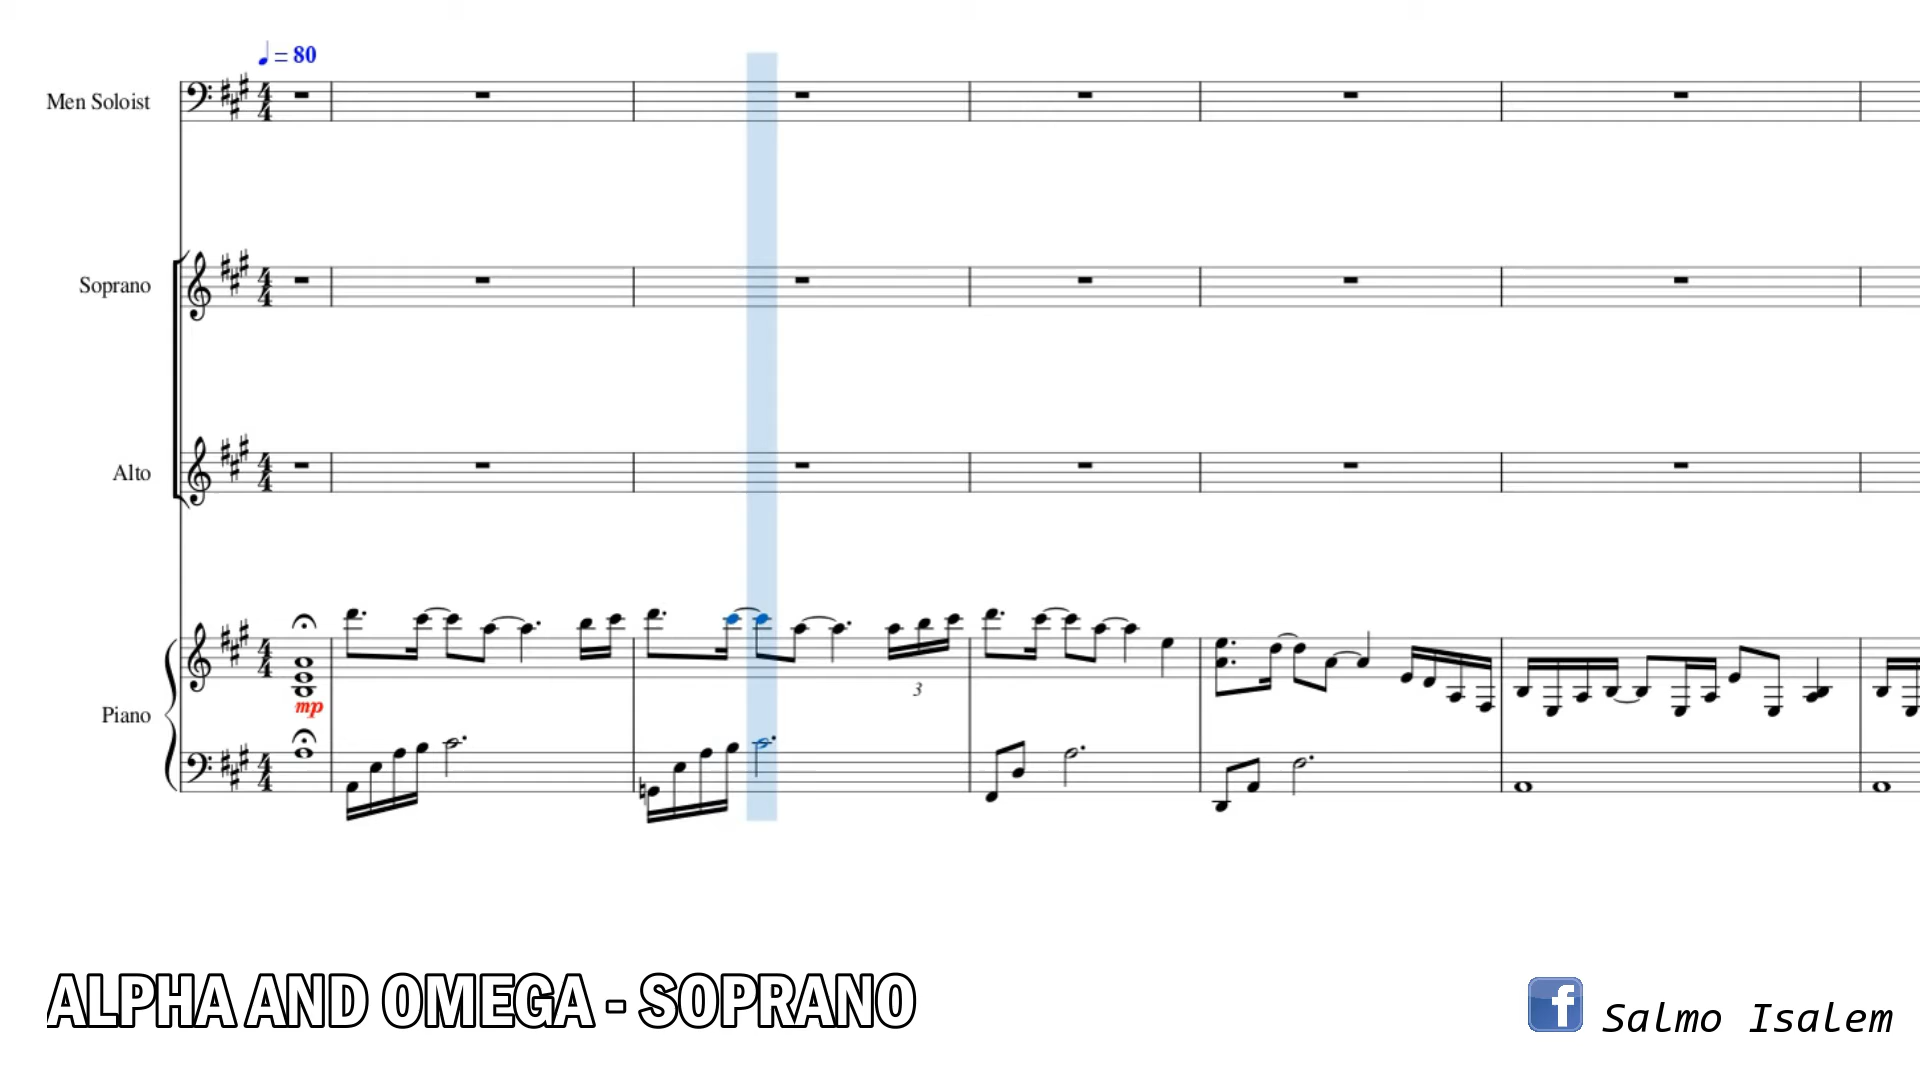 ♩ = 80
Men Soloist
Soprano
Alto
Piano
mp
3
ALPHA AND OMEGA - SOPRANO
f Salmo Isalem